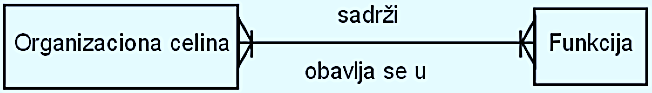 sadrži
Organizaciona celina
Funkcija
obavlja se u